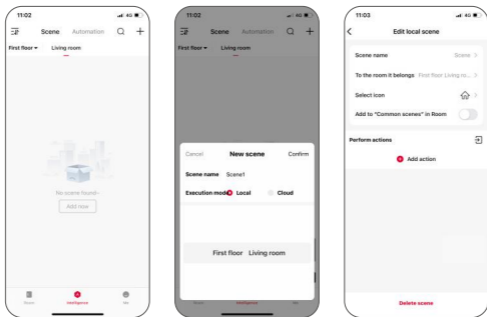 11:02
4G
Scene Automation
First floor Living room
No scene found~
Add new
Intelligence
11:02
4G
Scene Automation
First floor Living room
Cancel New scene Confirm
Scene name Scene1
Execution mode Local Cloud
First floor Living room
11:03
4G
Edit local scene
Scene name Scene
To the room it belongs First floor Living ro...
Select icon
Add to "Common scenes" in Room
Perform actions
Add action
Delete scene